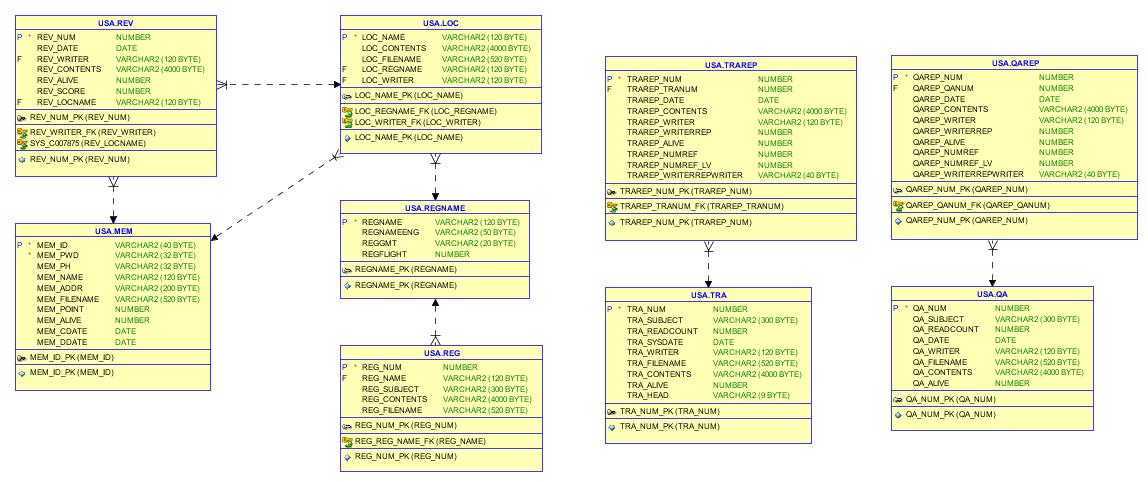 USA.REV
P * REV_NUM NUMBER
REV_DATE DATE
F REV_WRITER VARCHAR2 (120 BYTE)
REV_CONTENTS VARCHAR2 (4000 BYTE)
REV_ALIVE NUMBER
REV_SCORE NUMBER
F REV_LOCNAME VARCHAR2 (120 BYTE)
REV_NUM_PK (REV_NUM)
REV_WRITER_FK (REV_WRITER)
SYS_C007875 (REV_LOCNAME)
REV_NUM_PK (REV_NUM)
USA.LOC
P * LOC_NAME VARCHAR2 (120 BYTE)
LOC_CONTENTS VARCHAR2 (4000 BYTE)
LOC_FILENAME VARCHAR2 (520 BYTE)
F LOC_REGNAME VARCHAR2 (120 BYTE)
F LOC_WRITER VARCHAR2 (120 BYTE)
LOC_NAME_PK (LOC_NAME)
LOC_REGNAME_FK (LOC_REGNAME)
LOC_WRITER_FK (LOC_WRITER)
LOC_NAME_PK (LOC_NAME)
USA.TRAREP
P * TRAREP_NUM NUMBER
F TRAREP_TRANUM NUMBER
TRAREP_DATE DATE
TRAREP_CONTENTS VARCHAR2 (4000 BYTE)
TRAREP_WRITER VARCHAR2 (120 BYTE)
TRAREP_WRITERREP NUMBER
TRAREP_ALIVE NUMBER
TRAREP_NUMREF NUMBER
TRAREP_NUMREF_LV NUMBER
TRAREP_WRITERREPWRITER VARCHAR2 (40 BYTE)
TRAREP_NUM_PK (TRAREP_NUM)
TRAREP_TRANUM_FK (TRAREP_TRANUM)
TRAREP_NUM_PK (TRAREP_NUM)
USA.QAREP
P * QAREP_NUM NUMBER
F QAREP_QANUM NUMBER
QAREP_DATE DATE
QAREP_CONTENTS VARCHAR2 (4000 BYTE)
QAREP_WRITER VARCHAR2 (120 BYTE)
QAREP_WRITERREP NUMBER
QAREP_ALIVE NUMBER
QAREP_NUMREF NUMBER
QAREP_NUMREF_LV NUMBER
QAREP_WRITERREPWRITER VARCHAR2 (40 BYTE)
QAREP_NUM_PK (QAREP_NUM)
QAREP_QANUM_FK (QAREP_QANUM)
QAREP_NUM_PK (QAREP_NUM)
USA.MEM
P * MEM_ID VARCHAR2 (40 BYTE)
* MEM_PWD VARCHAR2 (32 BYTE)
MEM_PH VARCHAR2 (32 BYTE)
MEM_NAME VARCHAR2 (120 BYTE)
MEM_ADDR VARCHAR2 (200 BYTE)
MEM_FILENAME VARCHAR2 (520 BYTE)
MEM_POINT NUMBER
MEM_ALIVE NUMBER
MEM_CDATE DATE
MEM_DDATE DATE
MEM_ID_PK (MEM_ID)
MEM_ID_PK (MEM_ID)
USA.REGNAME
P * REGNAME VARCHAR2 (120 BYTE)
REGNAMEENG VARCHAR2 (50 BYTE)
REGGMT VARCHAR2 (20 BYTE)
REGFLIGHT NUMBER
REGNAME_PK (REGNAME)
REGNAME_PK (REGNAME)
USA.REG
P * REG_NUM NUMBER
F REG_NAME VARCHAR2 (120 BYTE)
REG_SUBJECT VARCHAR2 (300 BYTE)
REG_CONTENTS VARCHAR2 (4000 BYTE)
REG_FILENAME VARCHAR2 (520 BYTE)
REG_NUM_PK (REG_NUM)
REG_REG_NAME_FK (REG_NAME)
REG_NUM_PK (REG_NUM)
USA.TRA
P * TRA_NUM NUMBER
TRA_SUBJECT VARCHAR2 (300 BYTE)
TRA_READCOUNT NUMBER
TRA_SYSDATE DATE
TRA_WRITER VARCHAR2 (120 BYTE)
TRA_FILENAME VARCHAR2 (520 BYTE)
TRA_CONTENTS VARCHAR2 (4000 BYTE)
TRA_ALIVE NUMBER
TRA_HEAD VARCHAR2 (9 BYTE)
TRA_NUM_PK (TRA_NUM)
TRA_NUM_PK (TRA_NUM)
USA.QA
P * QA_NUM NUMBER
QA_SUBJECT VARCHAR2 (300 BYTE)
QA_READCOUNT NUMBER
QA_DATE DATE
QA_WRITER VARCHAR2 (120 BYTE)
QA_FILENAME VARCHAR2 (520 BYTE)
QA_CONTENTS VARCHAR2 (4000 BYTE)
QA_ALIVE NUMBER
QA_NUM_PK (QA_NUM)
QA_NUM_PK (QA_NUM)